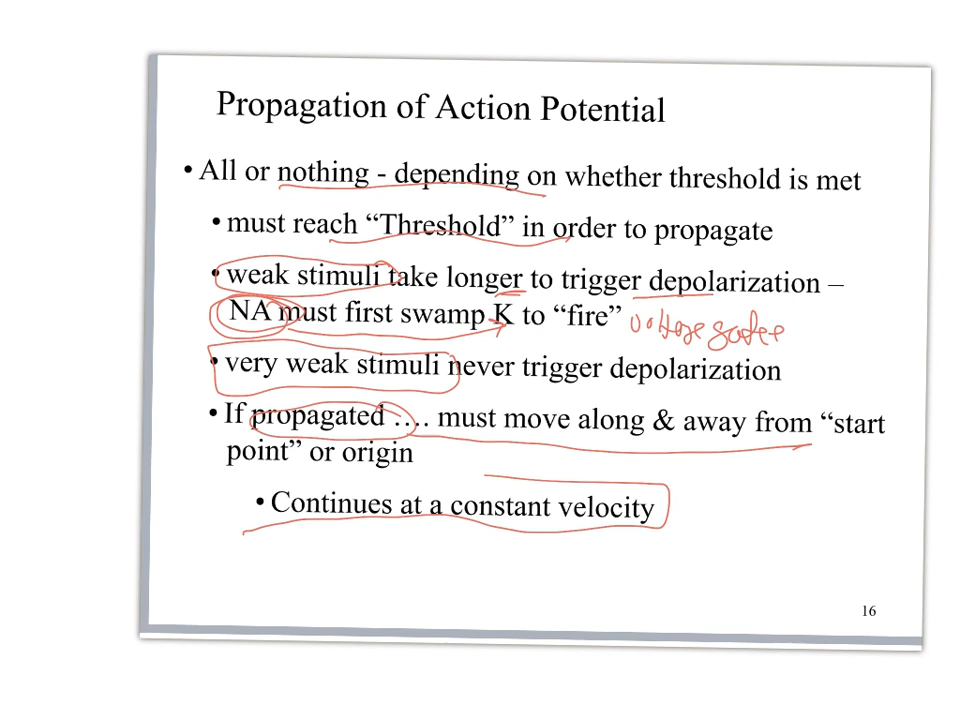 Propagation of Action Potential
• All or nothing - depending on whether threshold is met
• must reach “Threshold” in order to propagate
• weak stimuli take longer to trigger depolarization –
NA must first swamp K to “fire” voltage gated
• very weak stimuli never trigger depolarization
• If propagated …. must move along & away from “start
point” or origin
• Continues at a constant velocity
16